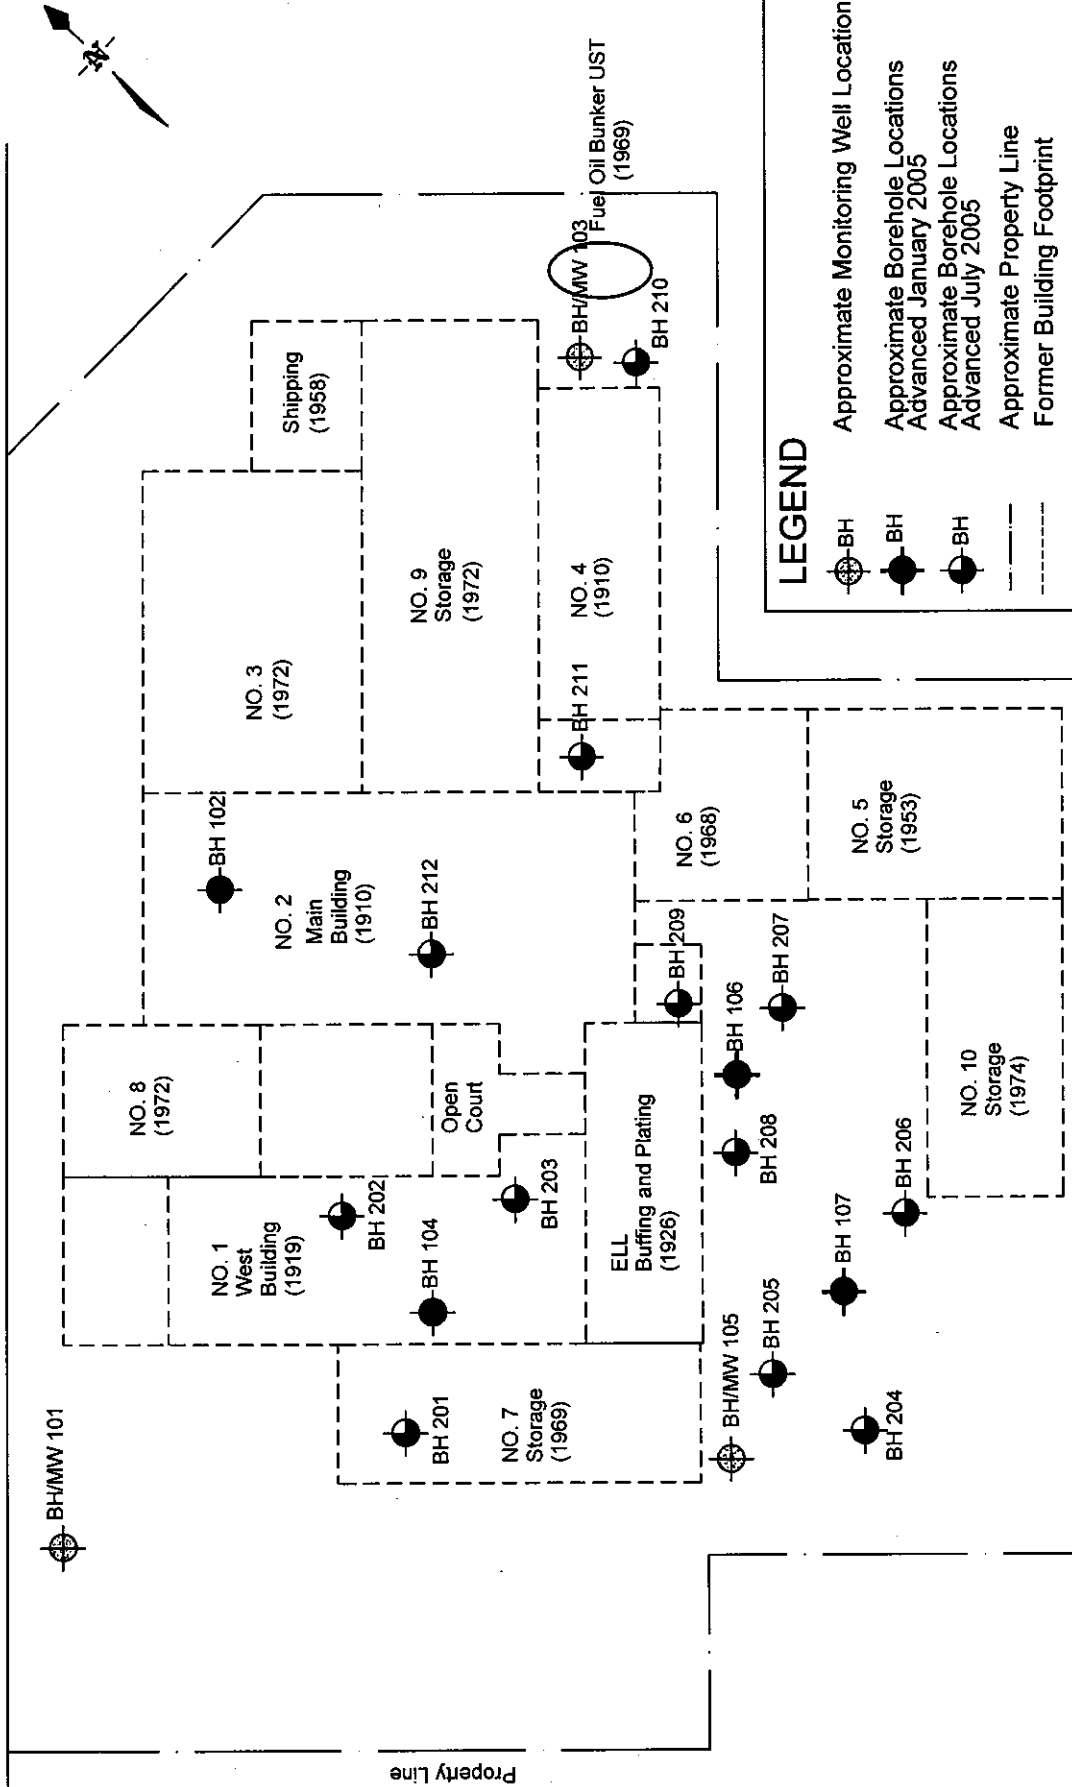 N
BH/MW 101
Property Line
NO. 8
(1972)
NO. 1
West
Building
(1919)
BH 202
BH 104
BH 203
Open
Court
BH 201
NO. 7
Storage
(1969)
ELL
Buffing and Plating
(1926)
BH 102
NO. 2
Main
Building
(1910)
BH 212
NO. 3
(1972)
Shipping
(1958)
NO. 9
Storage
(1972)
NO. 4
(1910)
BH 211
BH/MW 103
Fuel Oil Bunker UST
(1969)
BH 210
BH 209
NO. 6
(1968)
NO. 5
Storage
(1953)
BH/MW 105
BH 205
BH 204
BH 208
BH 106
BH 207
BH 107
BH 206
NO. 10
Storage
(1974)
LEGEND
BH
Approximate Monitoring Well Location
BH
Approximate Borehole Locations
Advanced January 2005
BH
Approximate Borehole Locations
Advanced July 2005
Approximate Property Line
Former Building Footprint